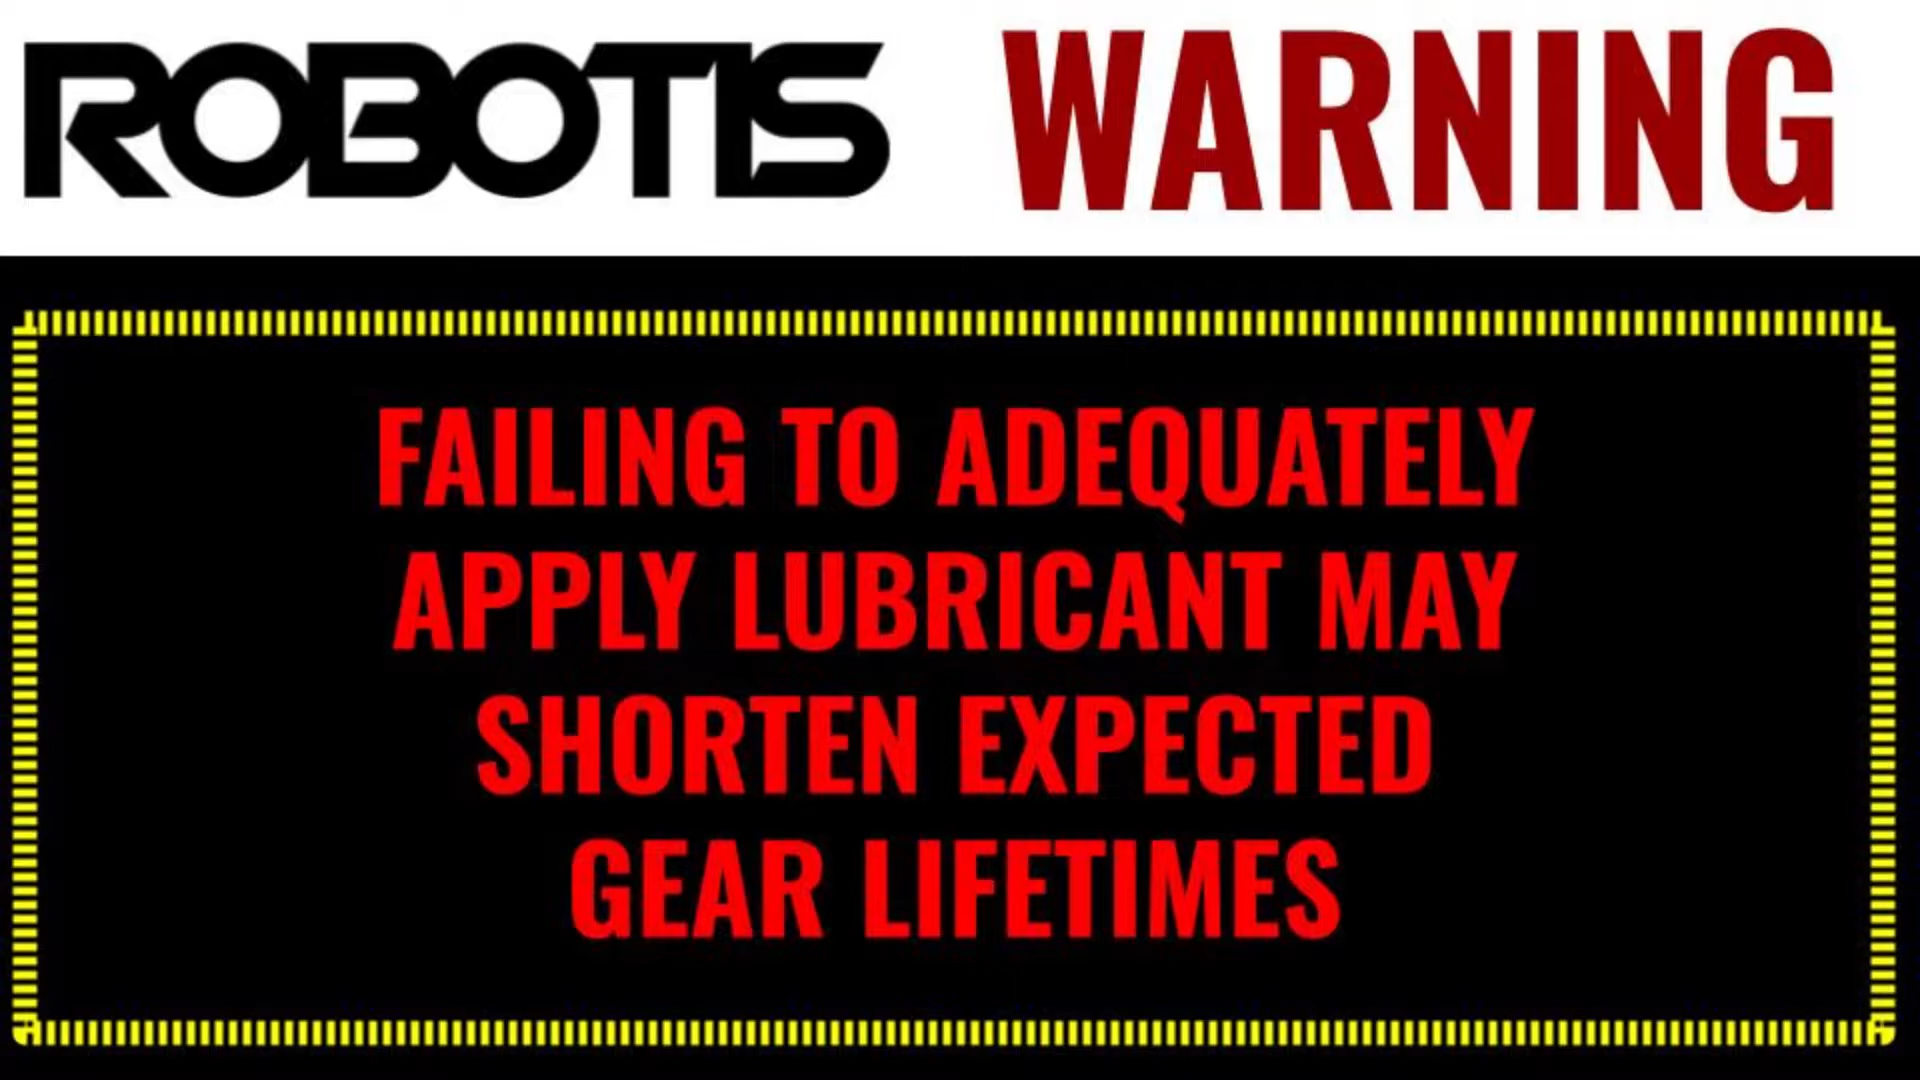 ROBOTIS WARNING
FAILING TO ADEQUATELY
APPLY LUBRICANT MAY
SHORTEN EXPECTED
GEAR LIFETIMES